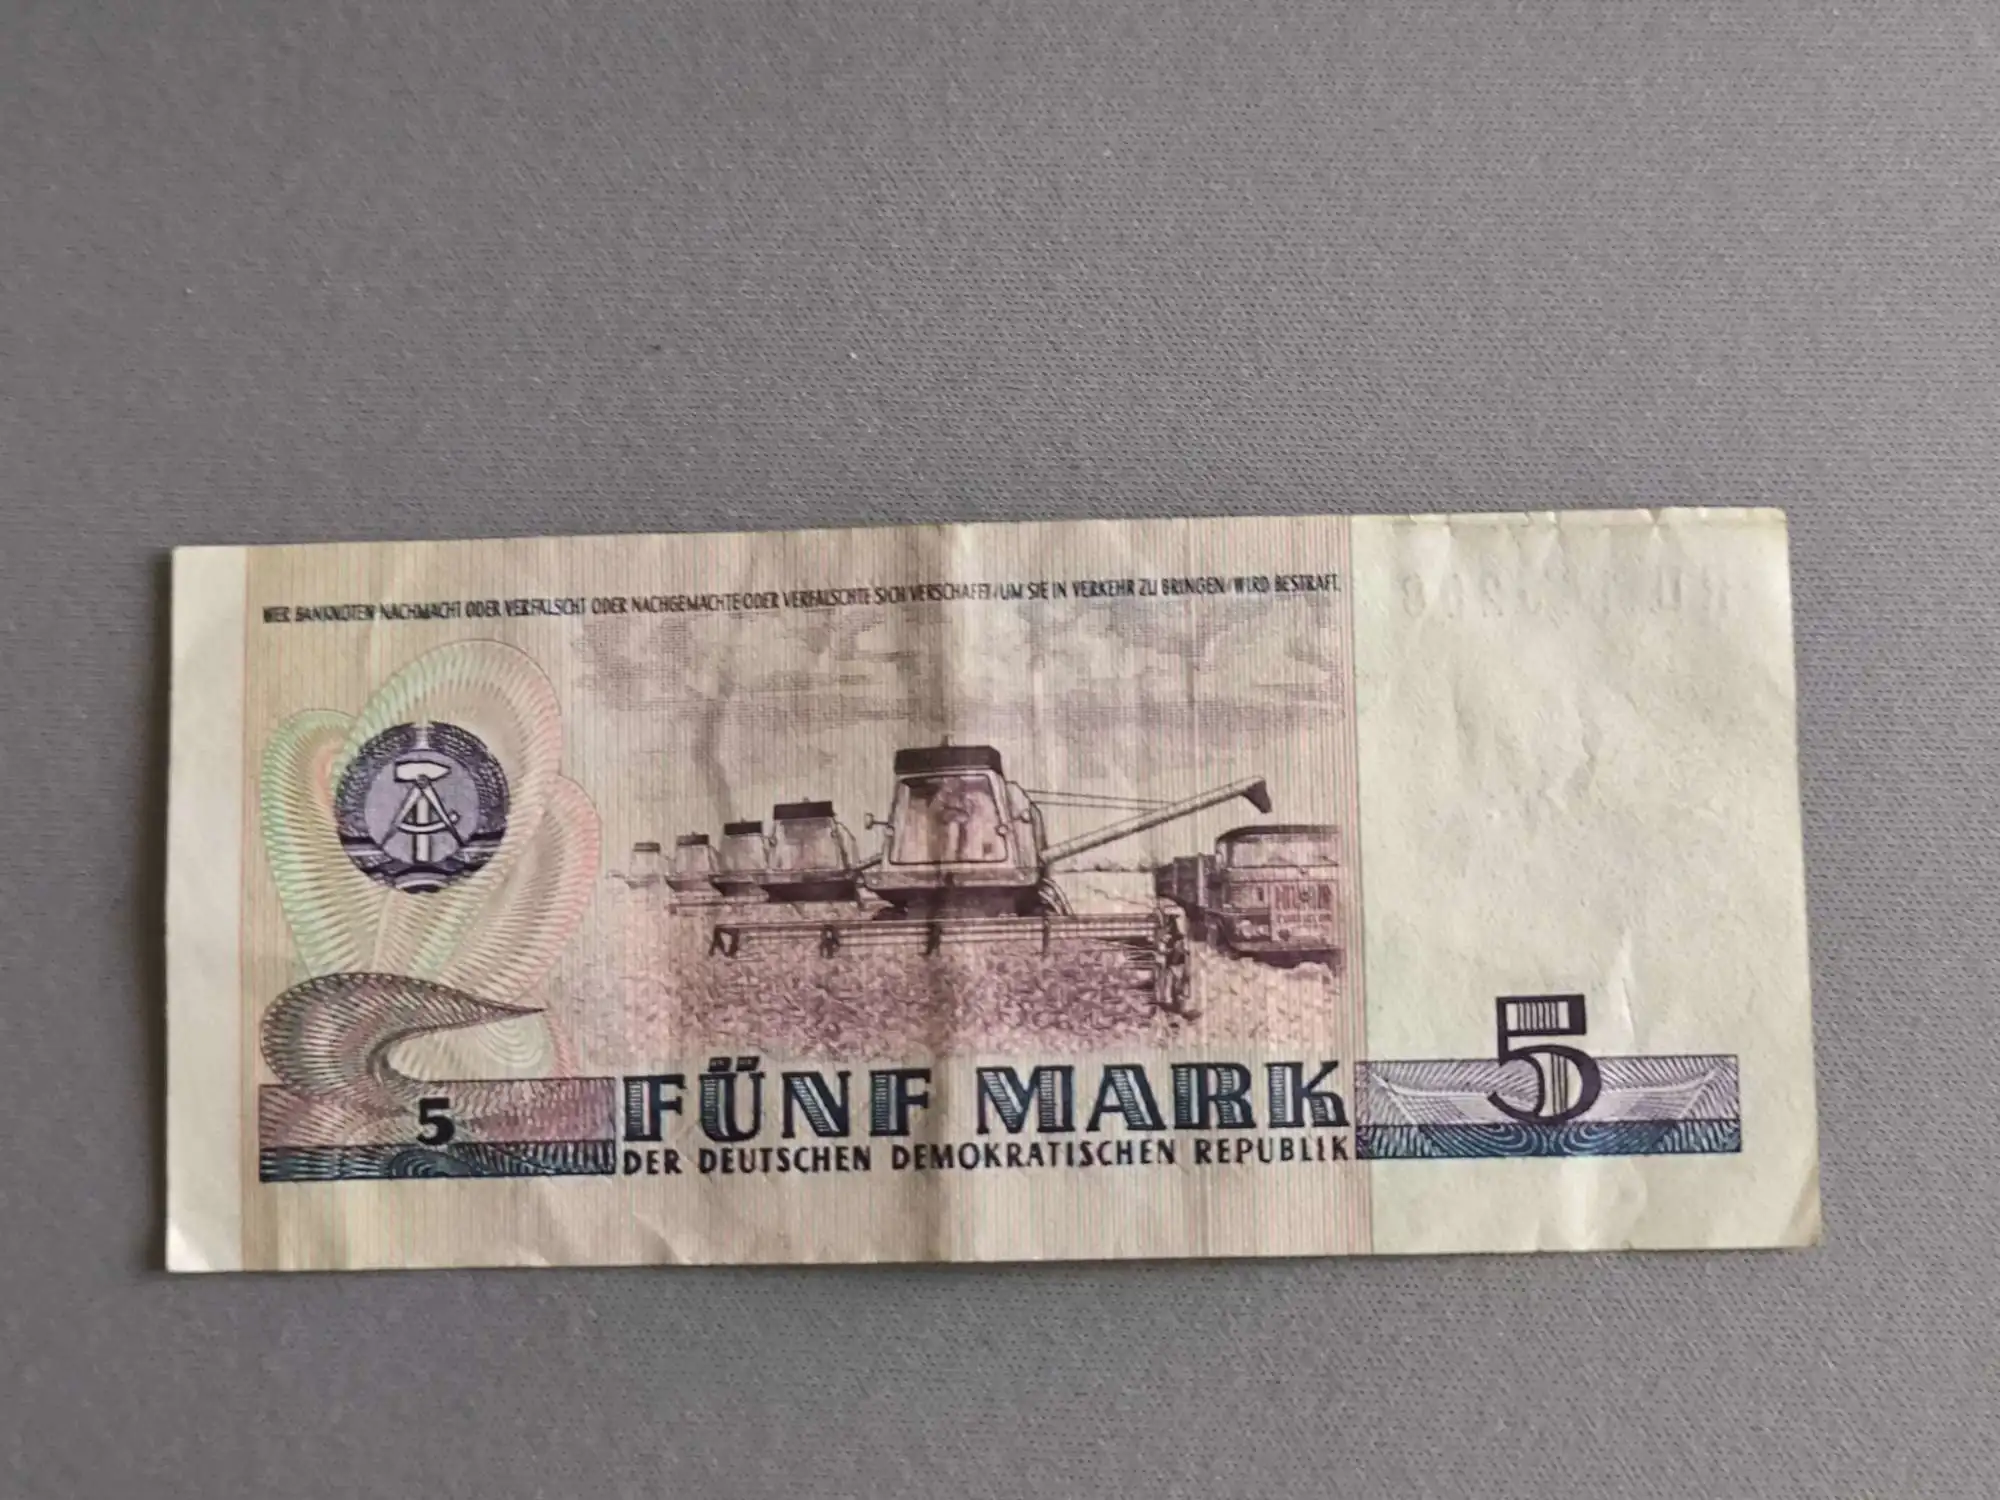 WER BANKNOTEN NACHMACHT ODER VERFÄLSCHT ODER NACHGEMACHTE ODER VERFÄLSCHTE SICH VERSCHAFFT/UM SIE IN VERKEHR ZU BRINGEN/WIRD BESTRAFT.
5
FÜNF MARK
DER DEUTSCHEN DEMOKRATISCHEN REPUBLIK
5